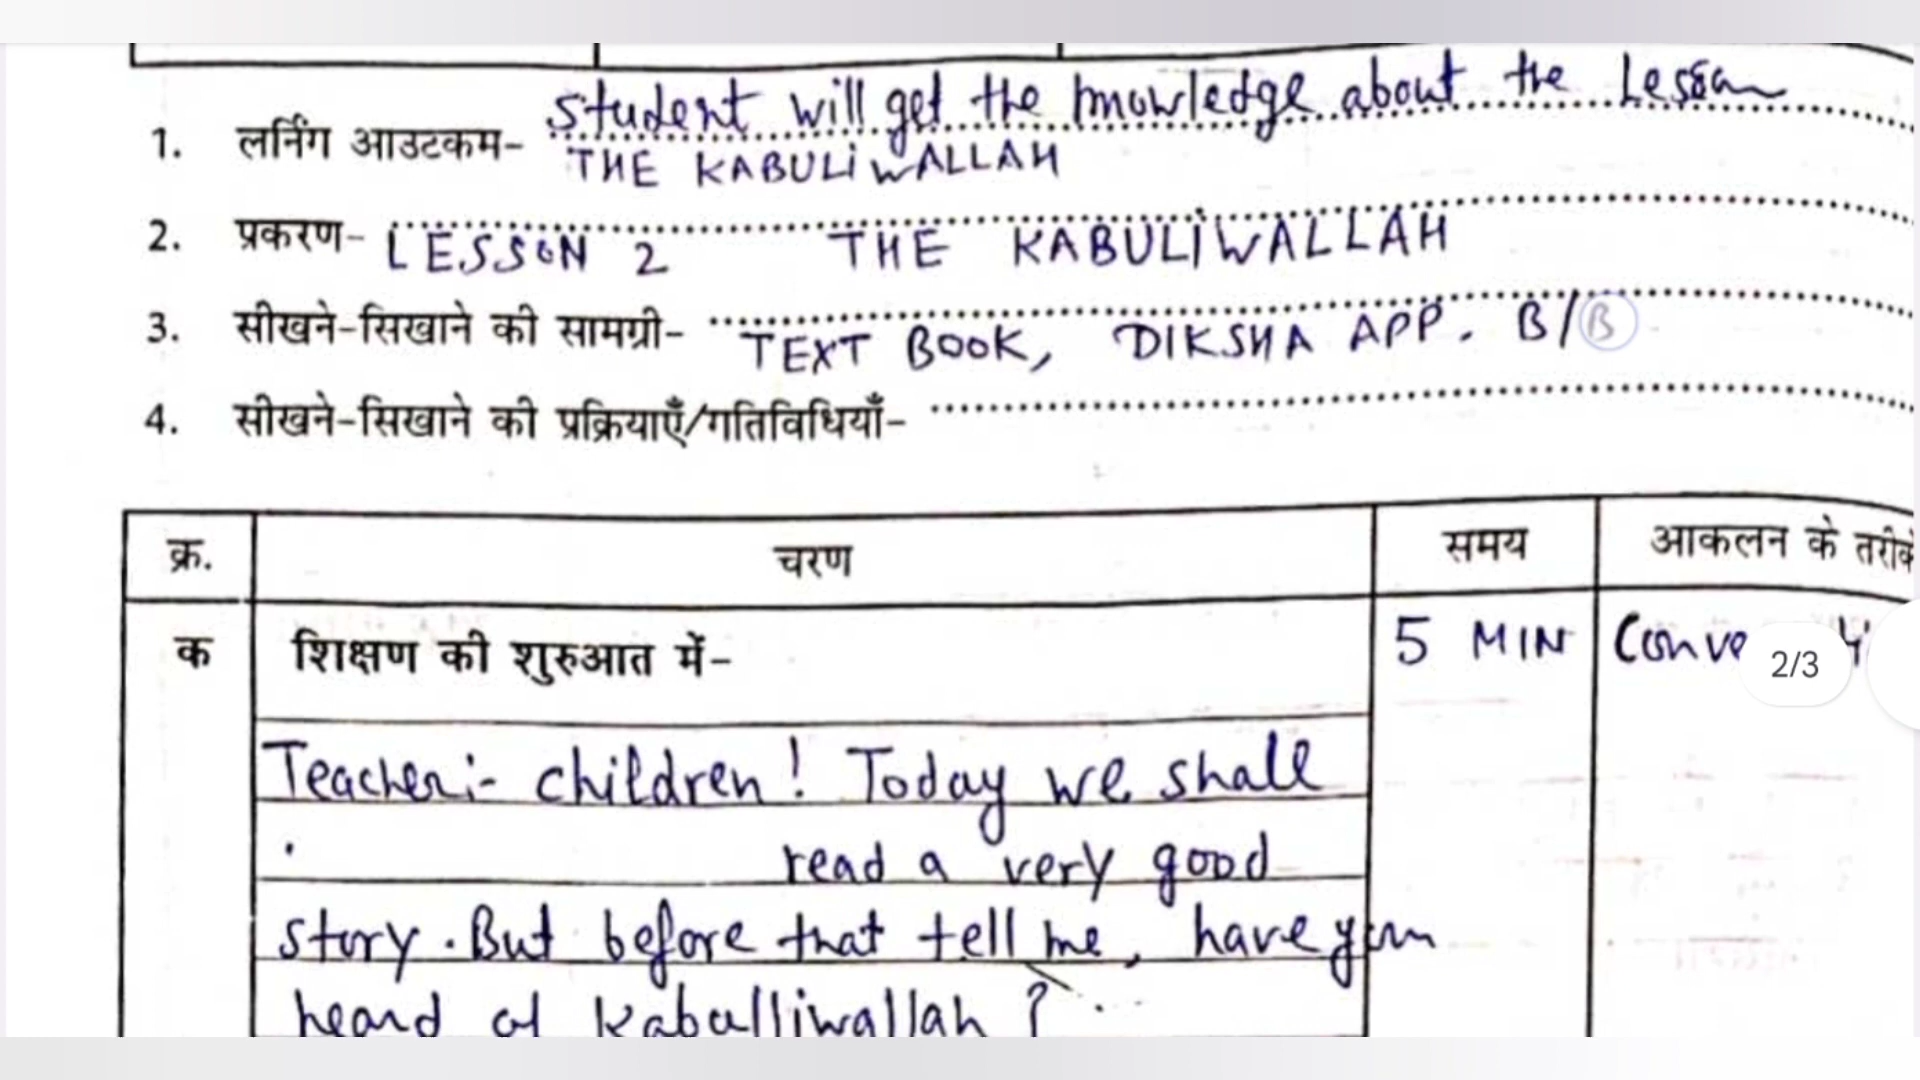 student will get the knowledge about the Lesson
1. लर्निंग आउटकम-
THE KABULIWALLAH
2. प्रकरण- LESSON 2 THE KABULIWALLAH
3. सीखने-सिखाने की सामग्री- TEXT BOOK, DIKSHA APP. B/B
4. सीखने-सिखाने की प्रक्रियाएँ/गतिविधियाँ-
क्र. चरण समय आकलन के
क शिक्षण की शुरुआत में- 5 MIN
2/3
Teacher:- children! Today we shall
read a very good
story. But before that tell me, have you
heard of Kabulliwallah?